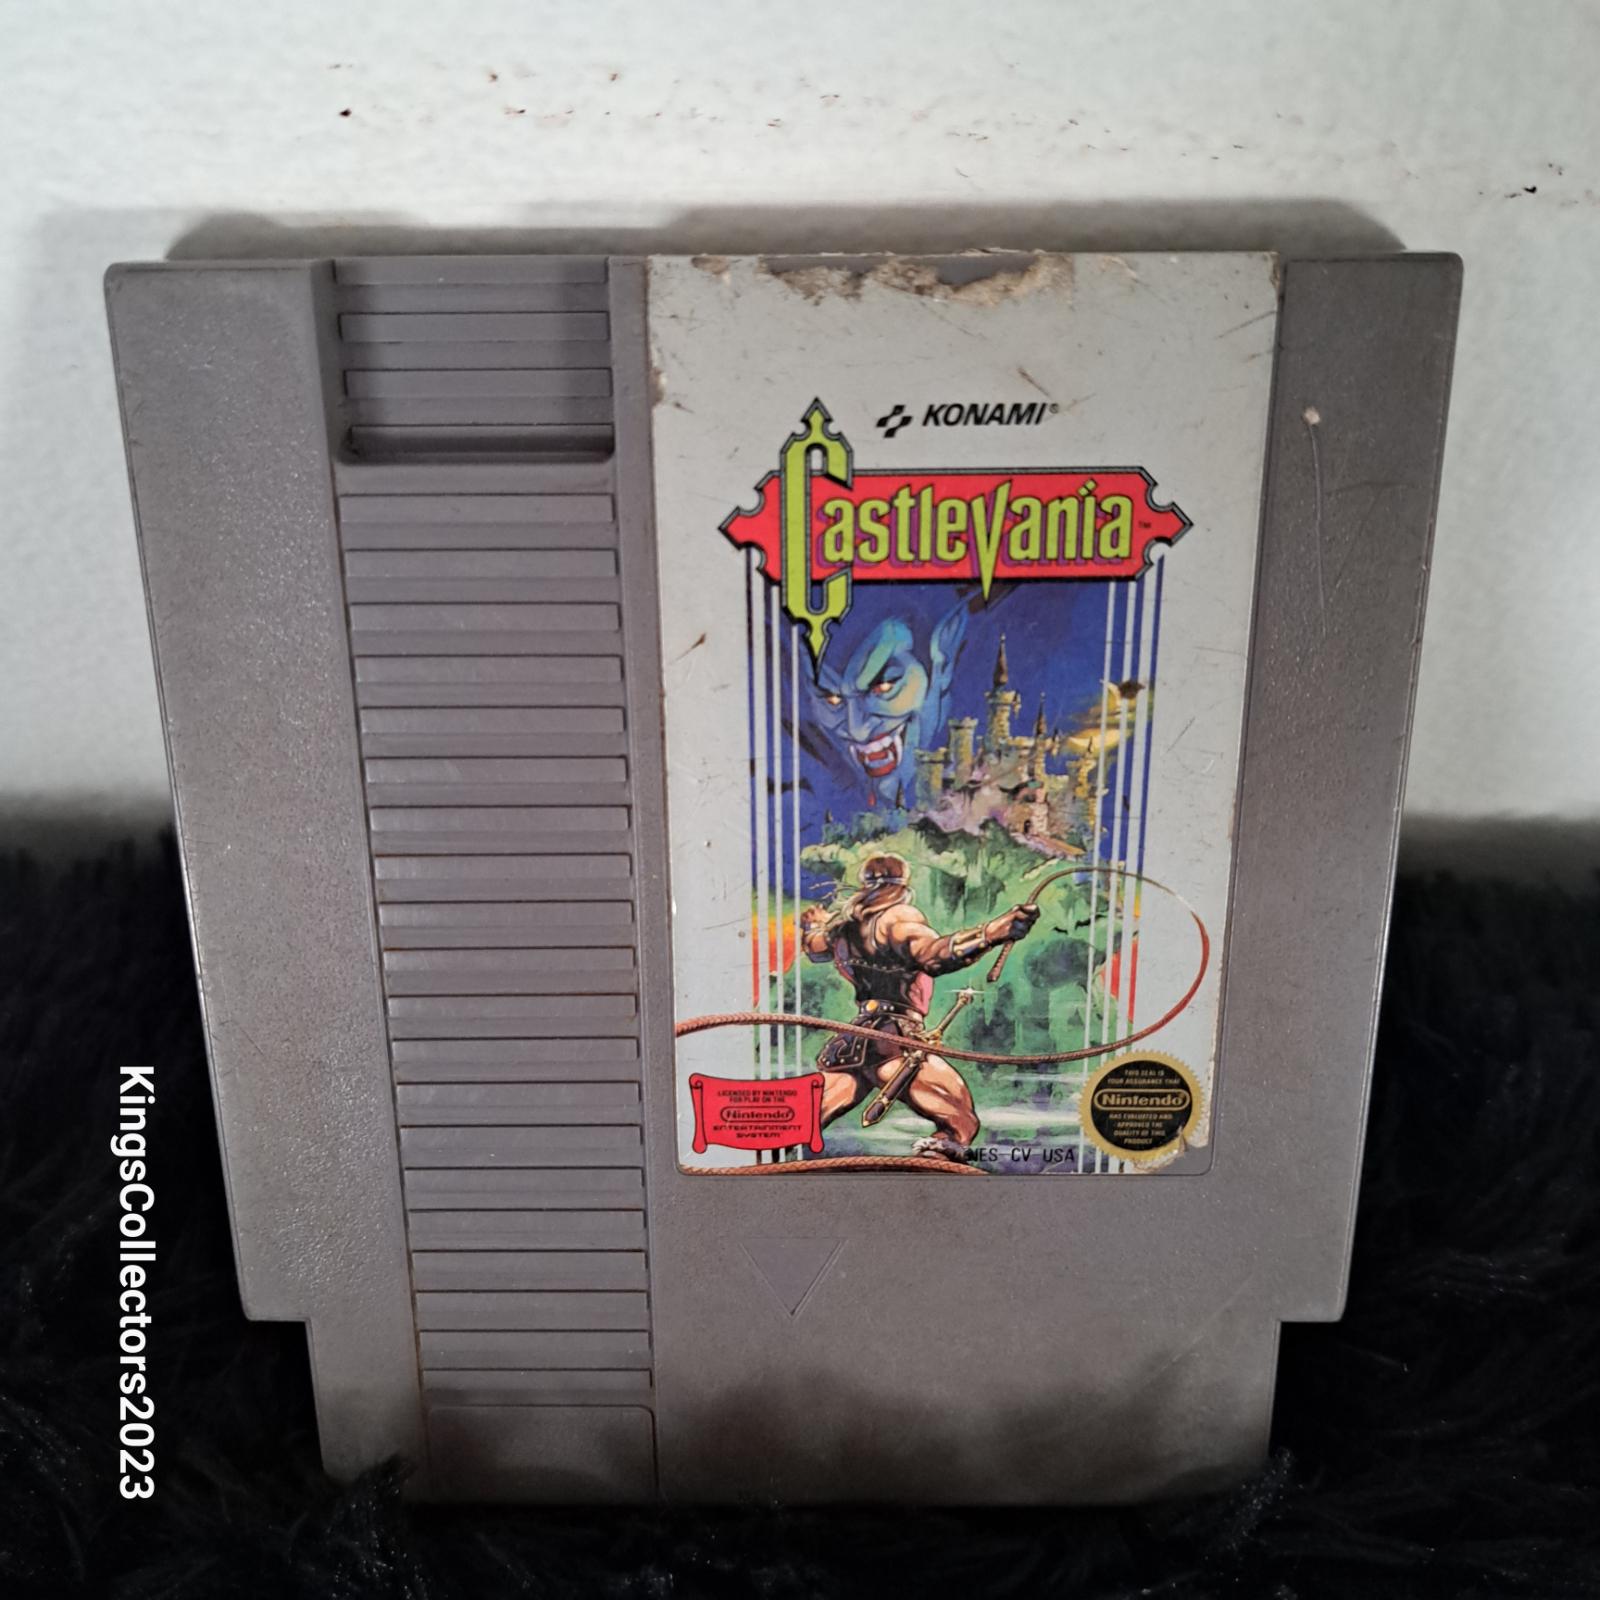 KONAMI®
Castlevania™
LICENSED BY NINTENDO
FOR PLAY ON THE
Nintendo®
ENTERTAINMENT
SYSTEM
THIS SEAL IS
YOUR ASSURANCE THAT
Nintendo
HAS EVALUATED AND
APPROVED THE
QUALITY OF THIS
PRODUCT
NES-CV-USA
KingsCollectors2023